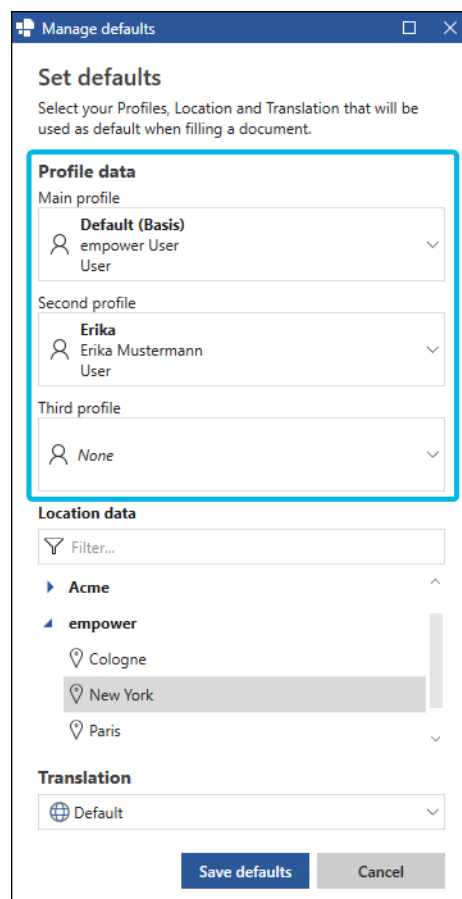 Manage defaults
Set defaults
Select your Profiles, Location and Translation that will be
used as default when filling a document.
Profile data
Main profile
Default (Basis)
empower User
User
Second profile
Erika
Erika Mustermann
User
Third profile
None
Location data
Filter...
Acme
empower
Cologne
New York
Paris
Translation
Default
Save defaults
Cancel